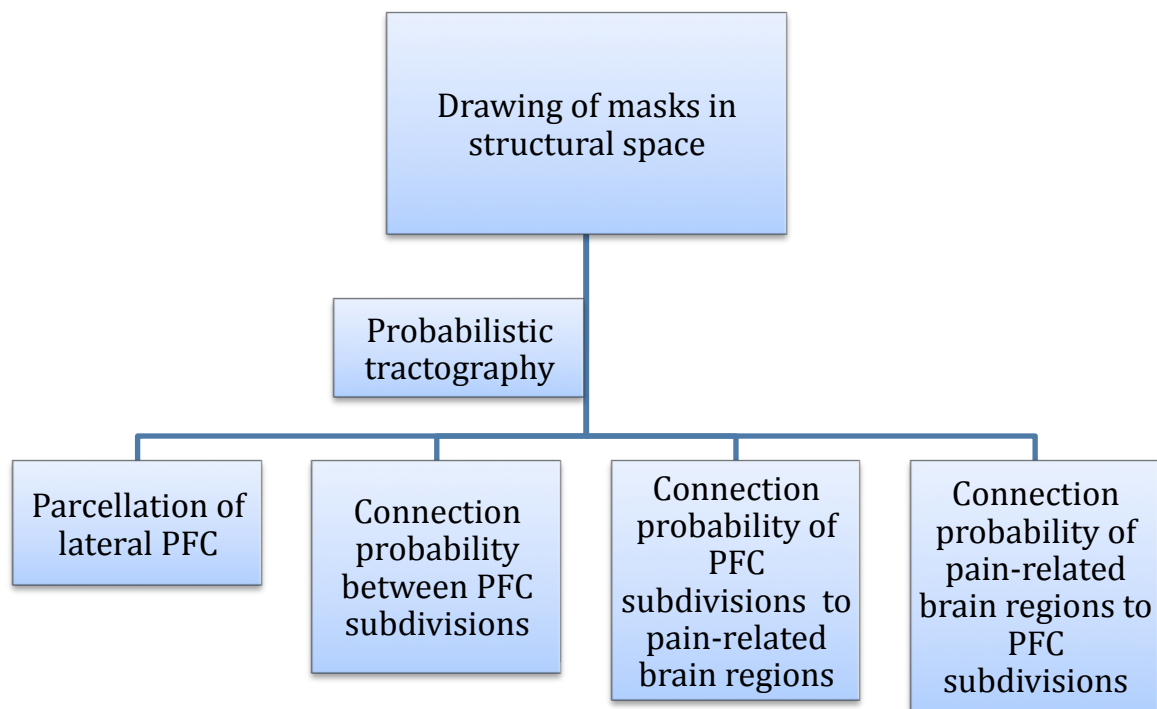 Drawing of masks in
structural space
Probabilistic
tractography
Parcellation of
lateral PFC
Connection
probability
between PFC
subdivisions
Connection
probability of
PFC
subdivisions to
pain-related
brain regions
Connection
probability of
pain-related
brain regions to
PFC
subdivisions